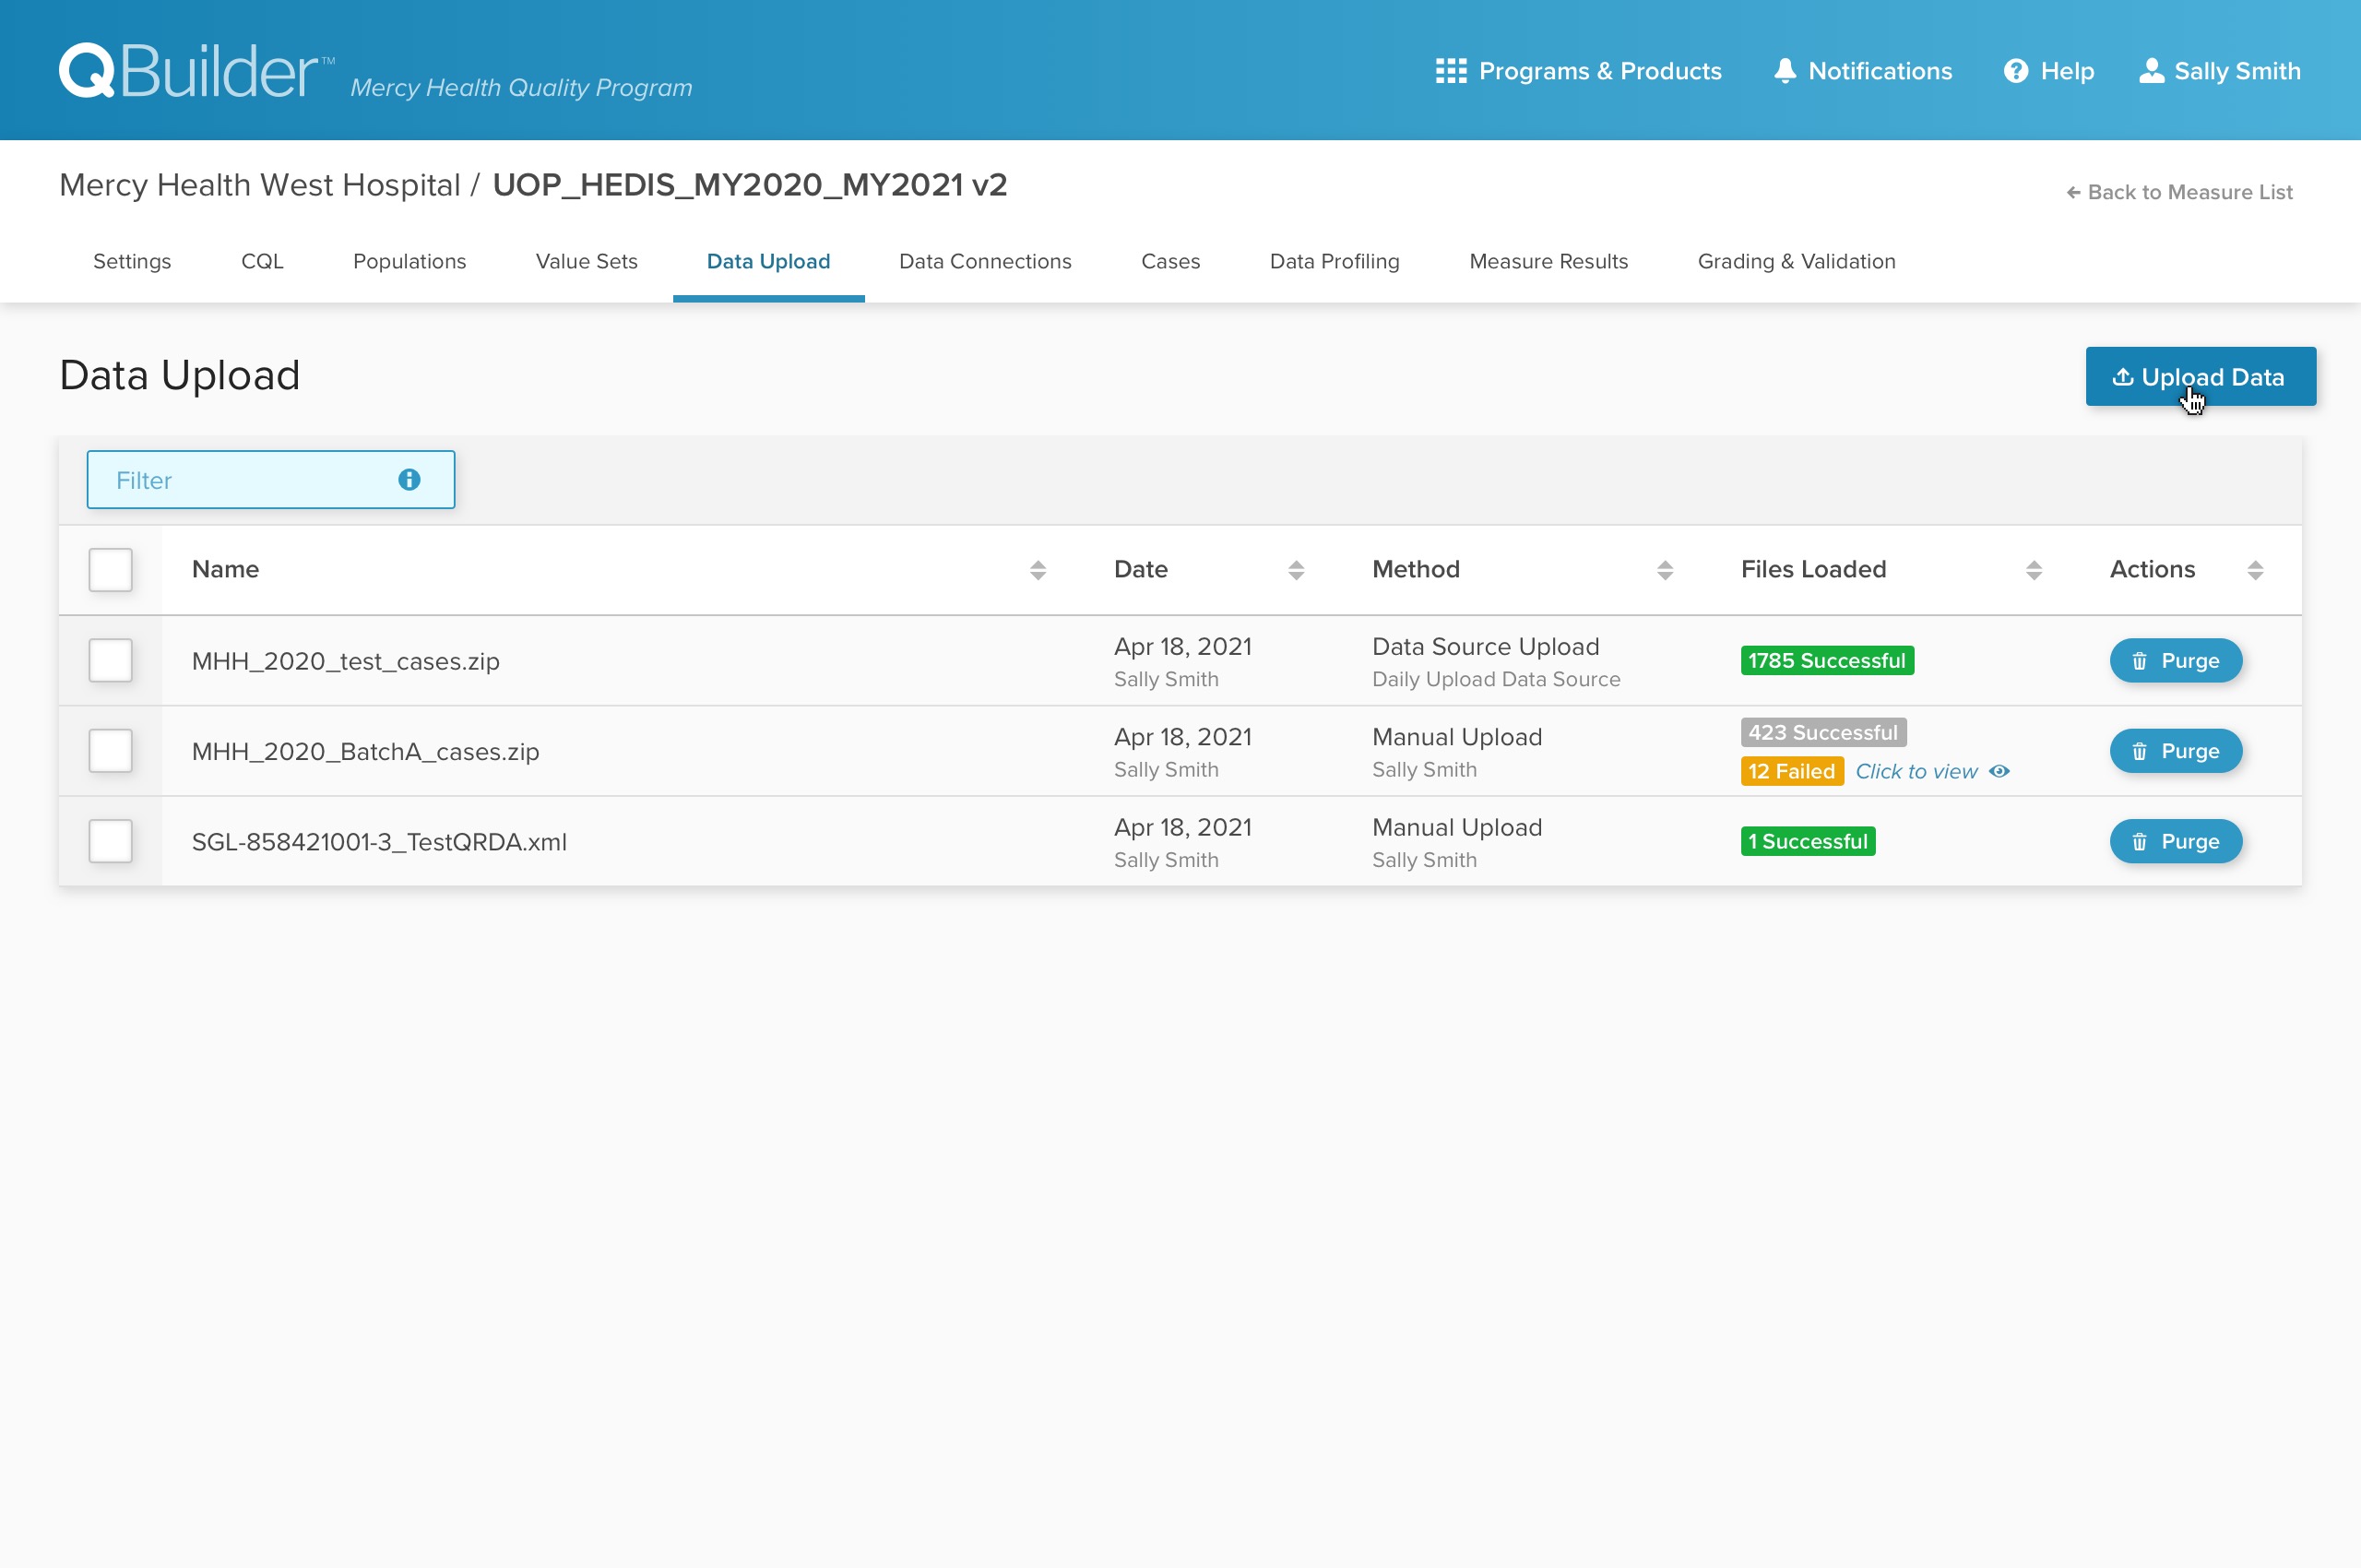 QBuilder™ Mercy Health Quality Program
Programs & Products Notifications Help Sally Smith
Mercy Health West Hospital / UOP_HEDIS_MY2020_MY2021 v2
Back to Measure List
Settings CQL Populations Value Sets Data Upload Data Connections Cases Data Profiling Measure Results Grading & Validation
Data Upload
Upload Data
Filter
Name Date Method Files Loaded Actions
MHH_2020_test_cases.zip
Apr 18, 2021
Sally Smith
Data Source Upload
Daily Upload Data Source
1785 Successful
Purge
MHH_2020_BatchA_cases.zip
Apr 18, 2021
Sally Smith
Manual Upload
Sally Smith
423 Successful
12 Failed Click to view
Purge
SGL-858421001-3_TestQRDA.xml
Apr 18, 2021
Sally Smith
Manual Upload
Sally Smith
1 Successful
Purge